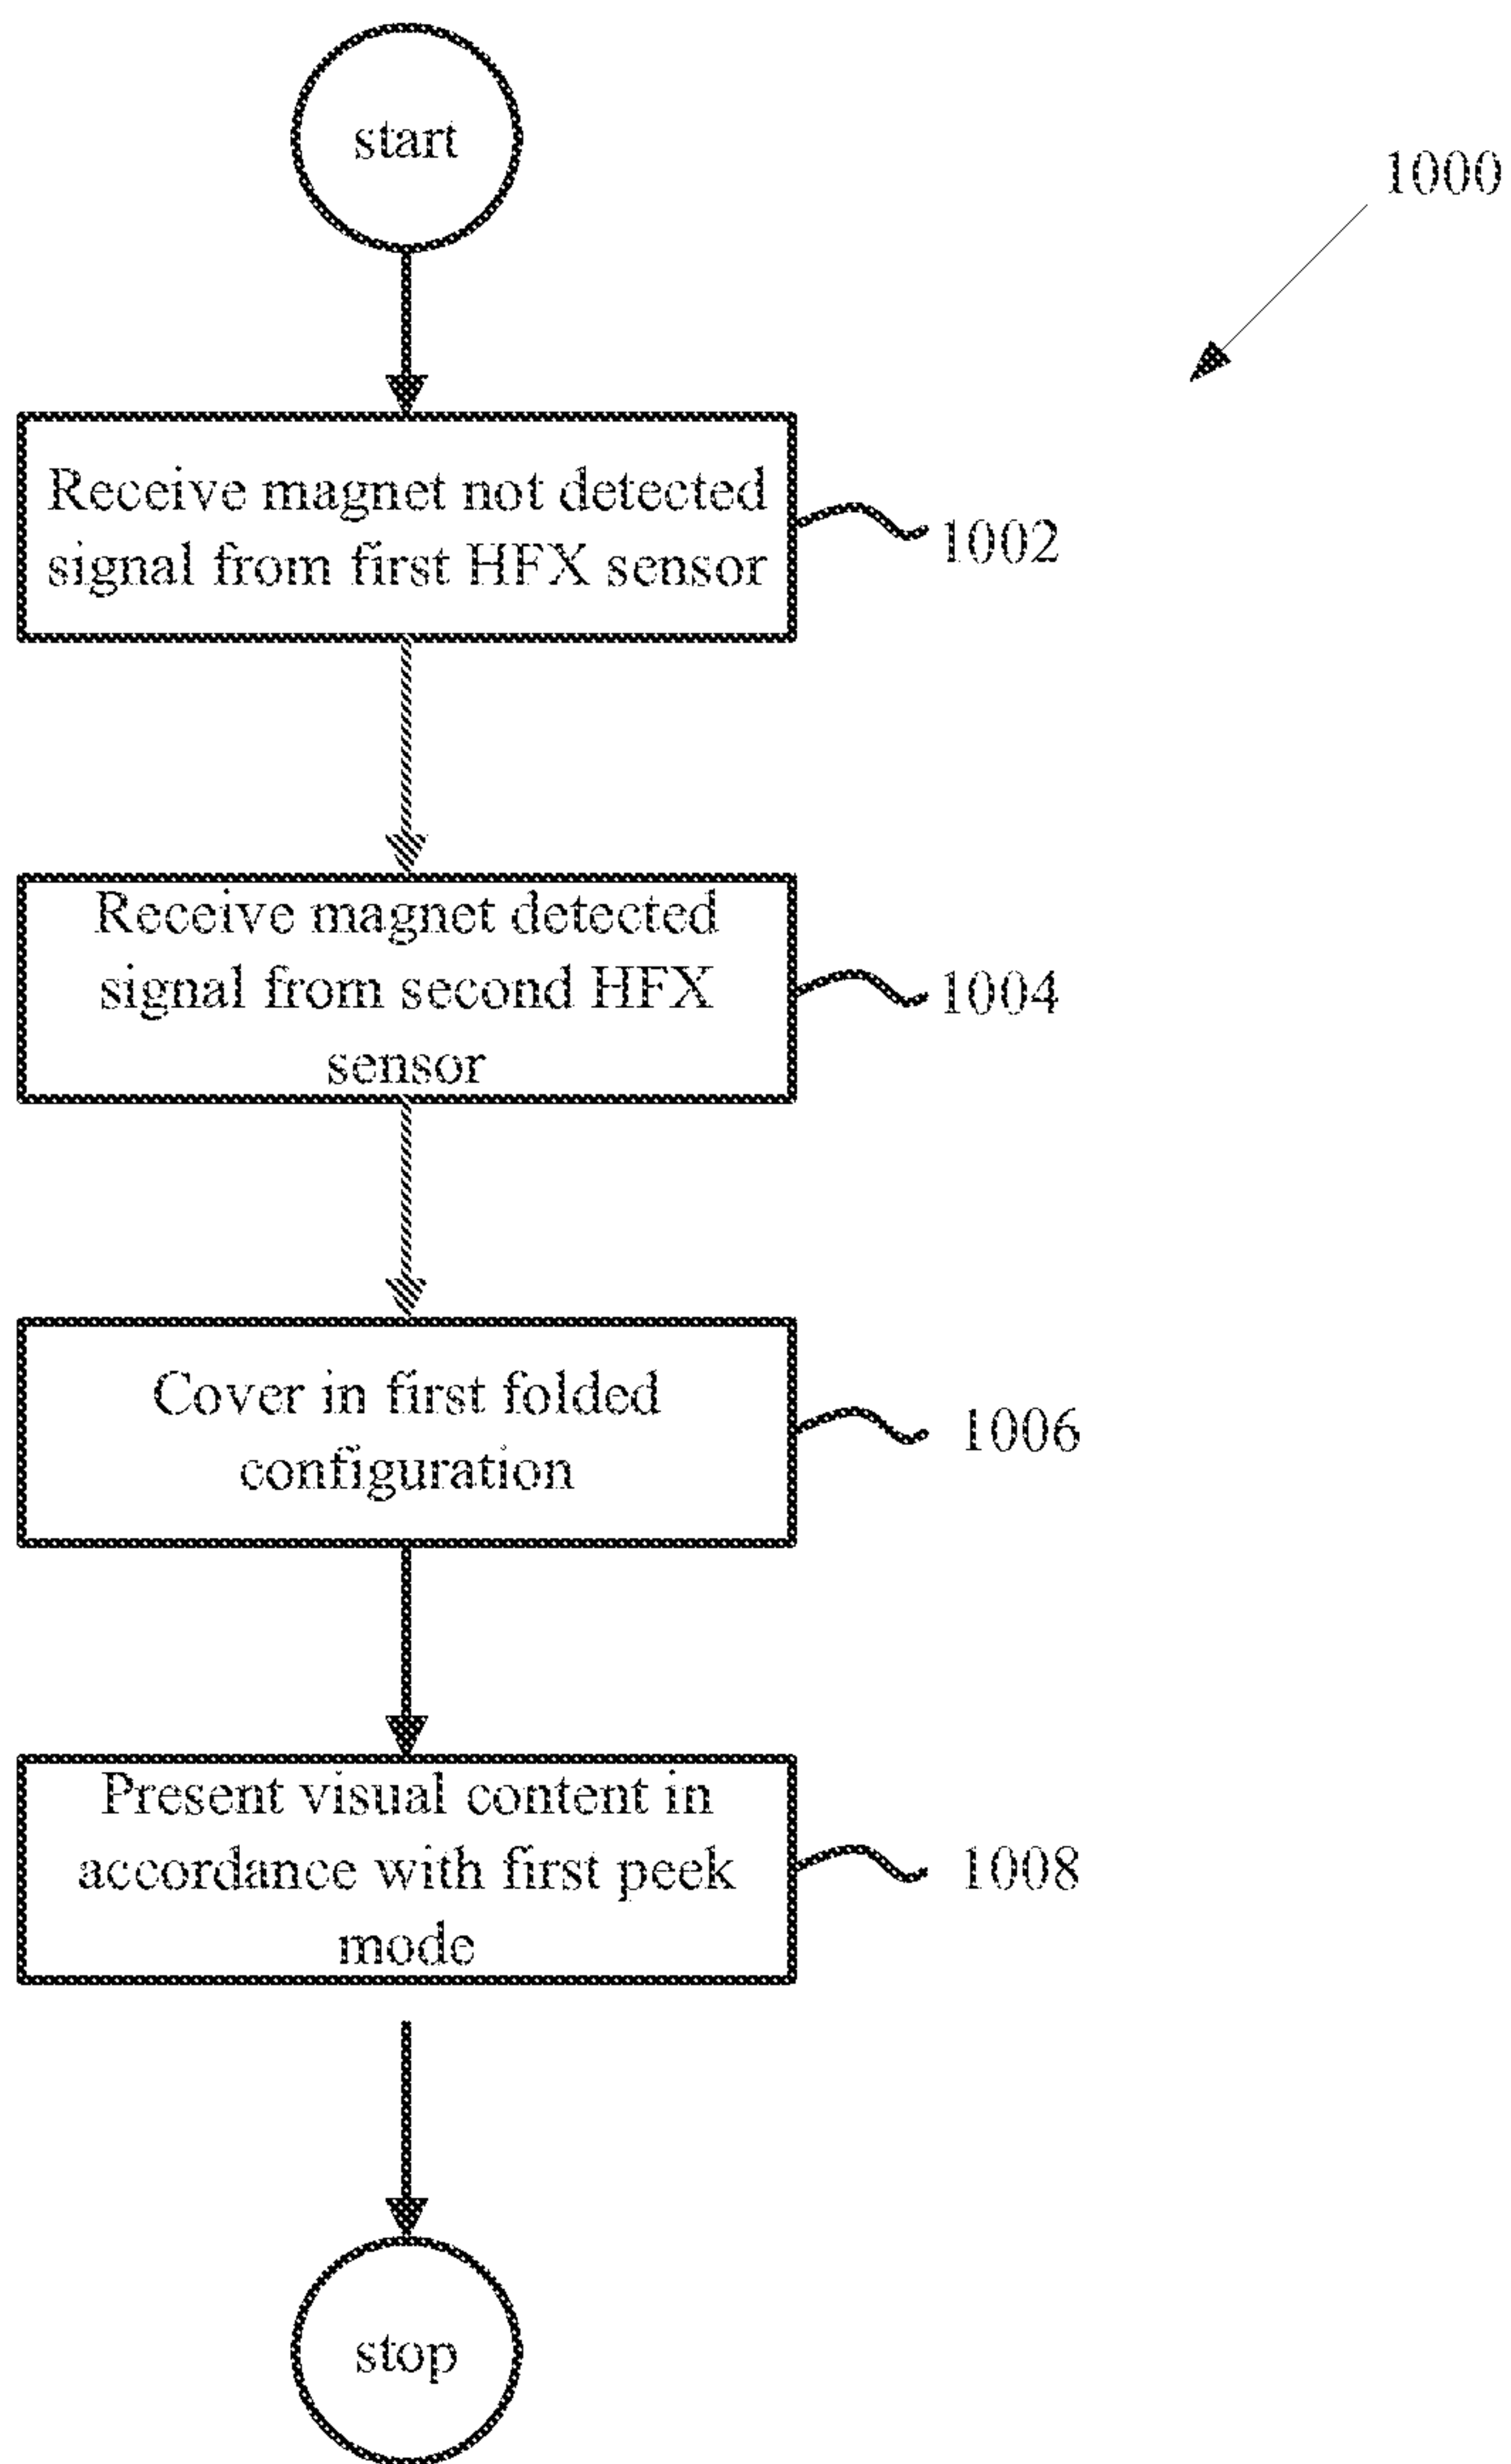 start
1000
Receive magnet not detected
signal from first HFX sensor
1002
Receive magnet detected
signal from second HFX
sensor
1004
Cover in first folded
configuration
1006
Present visual content in
accordance with first peek
mode
1008
stop